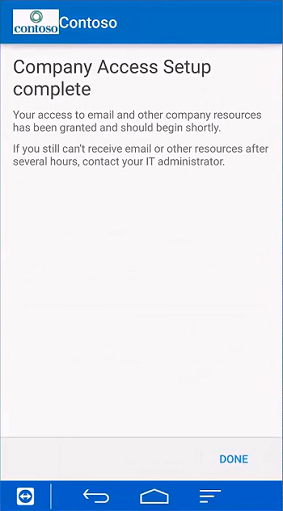 contoso Contoso
Company Access Setup
complete
Your access to email and other company resources
has been granted and should begin shortly.
If you still can't receive email or other resources after
several hours, contact your IT administrator.
DONE